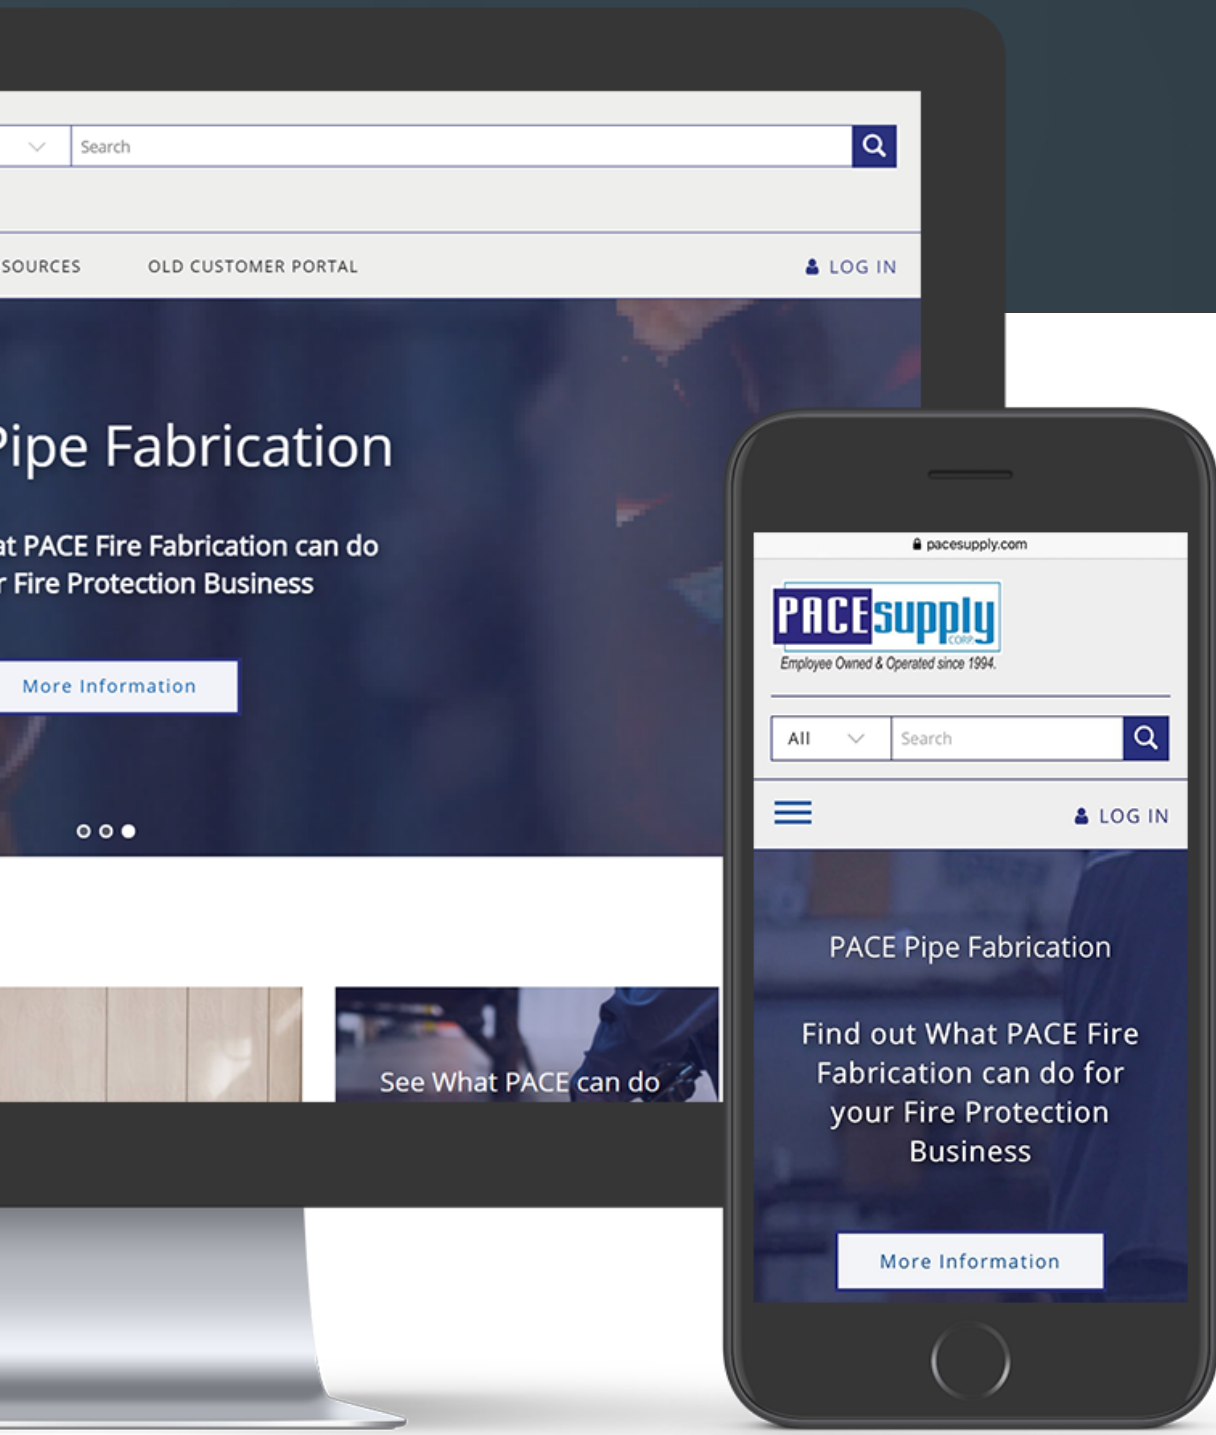 Search
SOURCES OLD CUSTOMER PORTAL LOG IN
Pipe Fabrication
at PACE Fire Fabrication can do
r Fire Protection Business
More Information
See What PACE can do
pacesupply.com
PACEsupply
CORP.
Employee Owned & Operated since 1994.
All Search
LOG IN
PACE Pipe Fabrication
Find out What PACE Fire
Fabrication can do for
your Fire Protection
Business
More Information